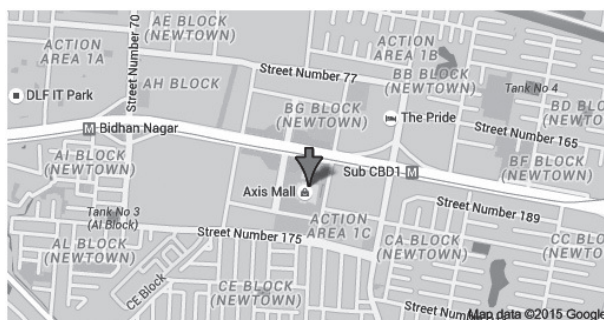 AE BLOCK
(NEWTOWN)
Street Number 70
ACTION
AREA 1A
ACTION
AREA 1B
BB BLOCK
(NEWTOWN)
Street Number 77
Tank No 4
DLF IT Park
AH BLOCK
BG BLOCK
(NEWTOWN)
The Pride
BD
(NEWTO
Street Number 165
Bidhan Nagar
AI BLOCK
(NEWTOWN)
Sub CBD1
BF BLOCK
(NEWTOWN)
Axis Mall
Tank No 3
(AI Block)
ACTION
AREA 1C
Street Number 189
Street Number 175
AL BLOCK
(NEWTOWN)
CA BLOCK
(NEWTOWN)
CC BLOC
(NEWTO
CE Block
CE BLOCK
(NEWTOWN)
Street Num
Map data ©2015 Google